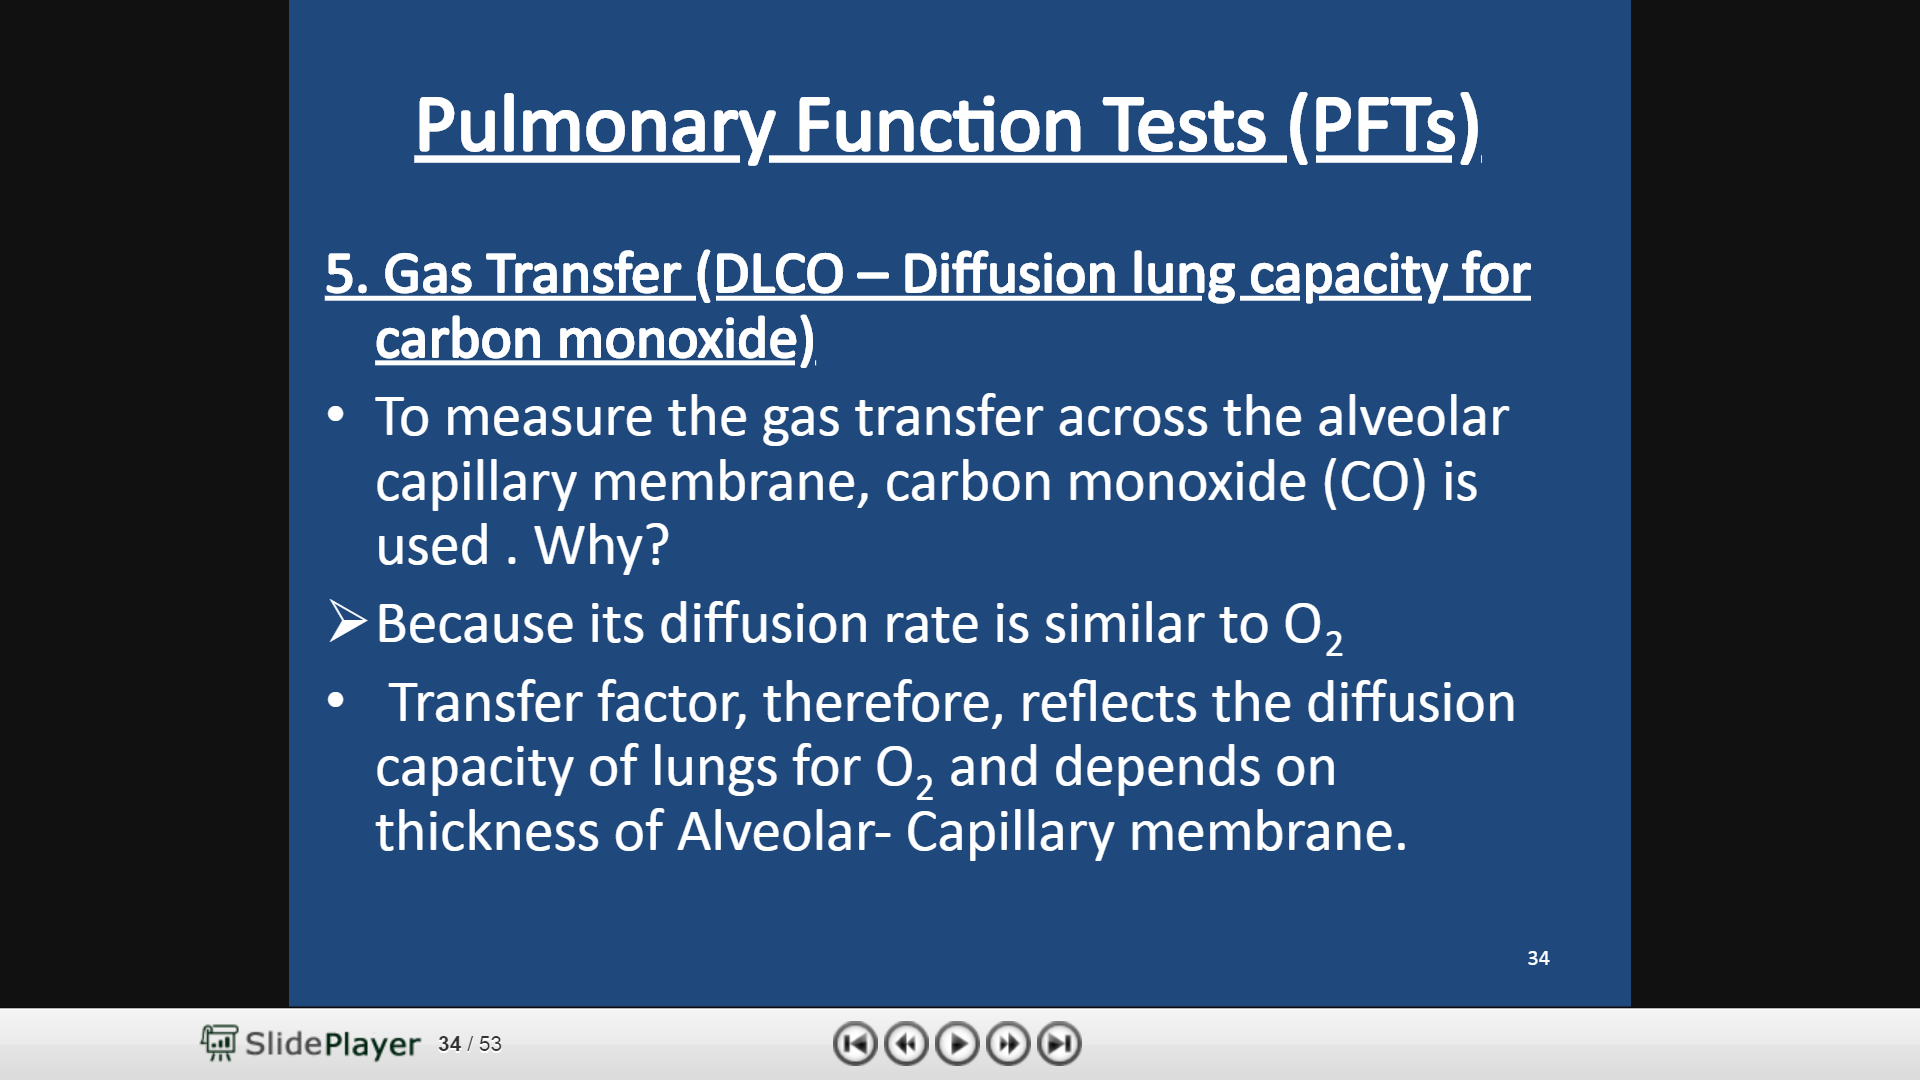 Pulmonary Function Tests (PFTs)
5. Gas Transfer (DLCO – Diffusion lung capacity for
carbon monoxide)
• To measure the gas transfer across the alveolar
capillary membrane, carbon monoxide (CO) is
used . Why?
➢ Because its diffusion rate is similar to O₂
• Transfer factor, therefore, reflects the diffusion
capacity of lungs for O₂ and depends on
thickness of Alveolar- Capillary membrane.
34
SlidePlayer 34 / 53